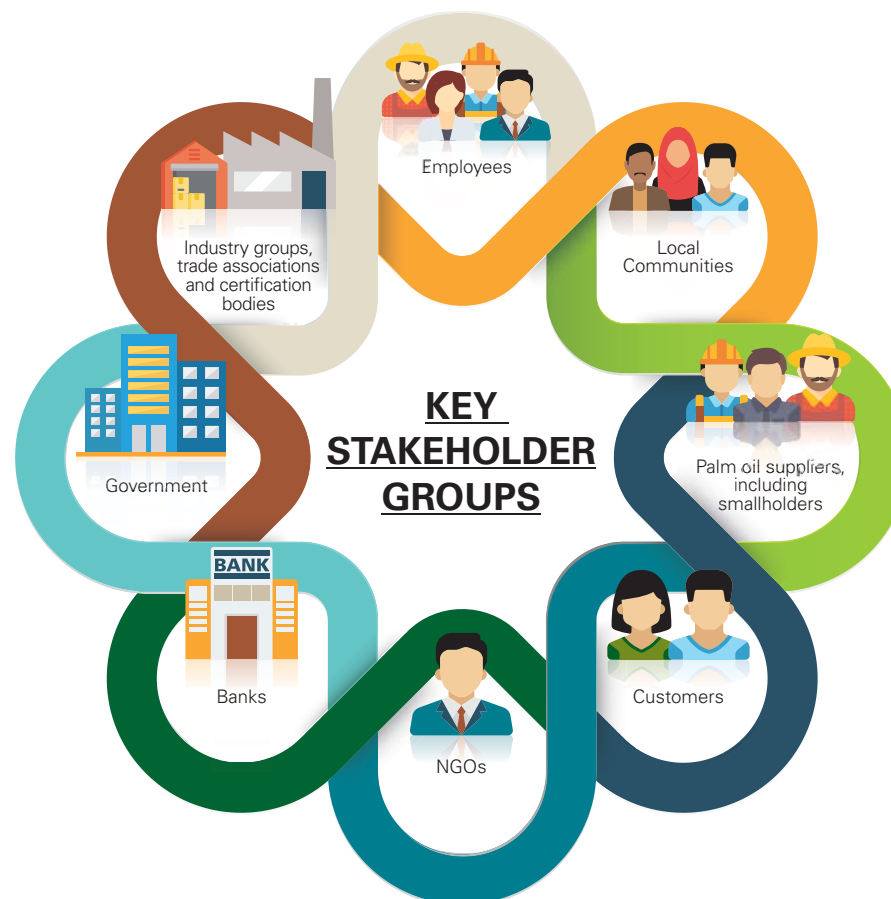 Employees
Local
Communities
Palm oil suppliers,
including
smallholders
Customers
NGOs
Banks
BANK
Government
Industry groups,
trade associations
and certification
bodies
KEY
STAKEHOLDER
GROUPS